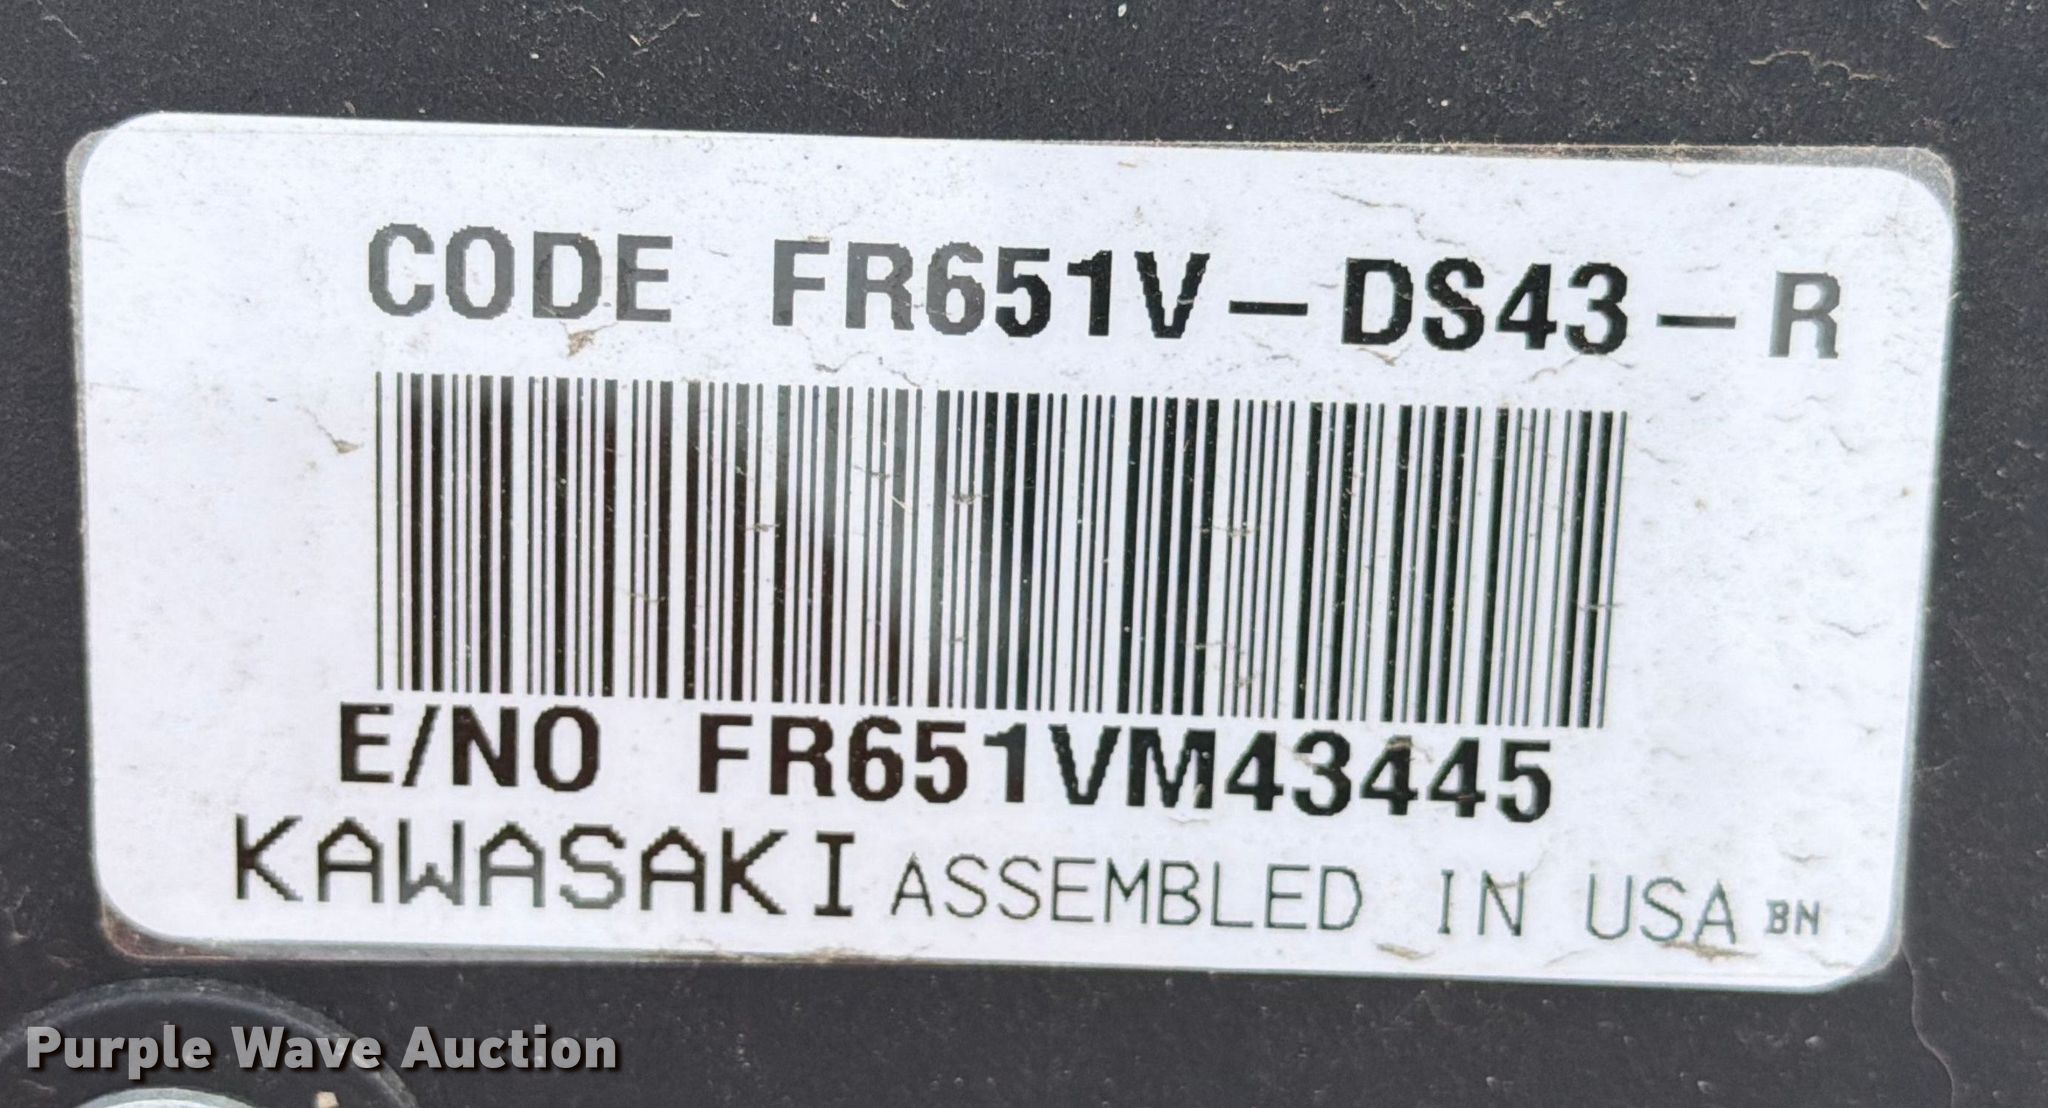 CODE FR651V-DS43-R
E/NO FR651VM43445
KAWASAKI ASSEMBLED IN USA BN
Purple Wave Auction